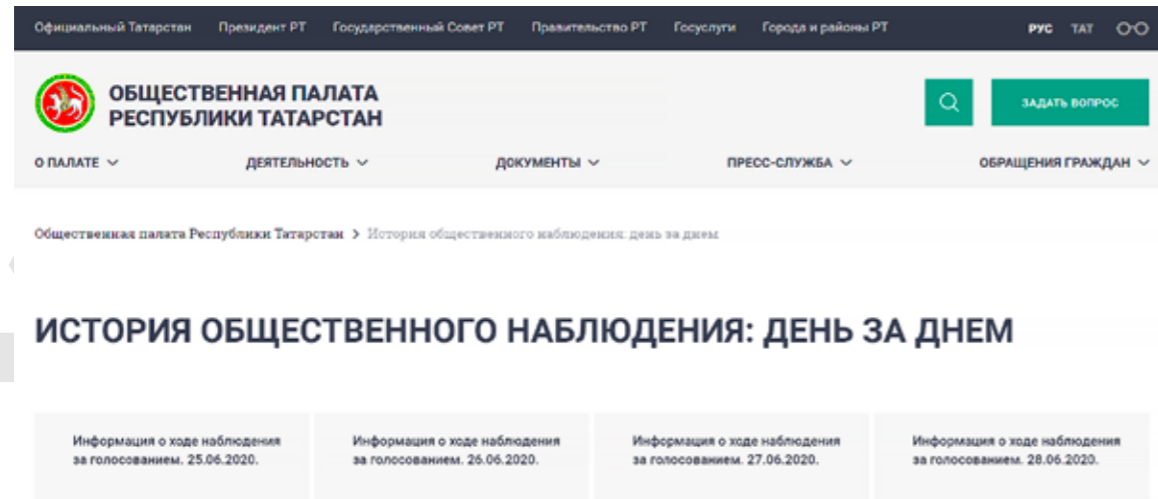 Официальный Татарстан Президент РТ Государственный Совет РТ Правительство РТ Госуслуги Города и районы РТ РУС ТАТ
ОБЩЕСТВЕННАЯ ПАЛАТА
РЕСПУБЛИКИ ТАТАРСТАН
ЗАДАТЬ ВОПРОС
О ПАЛАТЕ ДЕЯТЕЛЬНОСТЬ ДОКУМЕНТЫ ПРЕСС-СЛУЖБА ОБРАЩЕНИЯ ГРАЖДАН
Общественная палата Республики Татарстан > История общественного наблюдения: день за днем
ИСТОРИЯ ОБЩЕСТВЕННОГО НАБЛЮДЕНИЯ: ДЕНЬ ЗА ДНЕМ
Информация о ходе наблюдения
за голосованием. 25.06.2020.
Информация о ходе наблюдения
за голосованием. 26.06.2020.
Информация о ходе наблюдения
за голосованием. 27.06.2020.
Информация о ходе наблюдения
за голосованием. 28.06.2020.